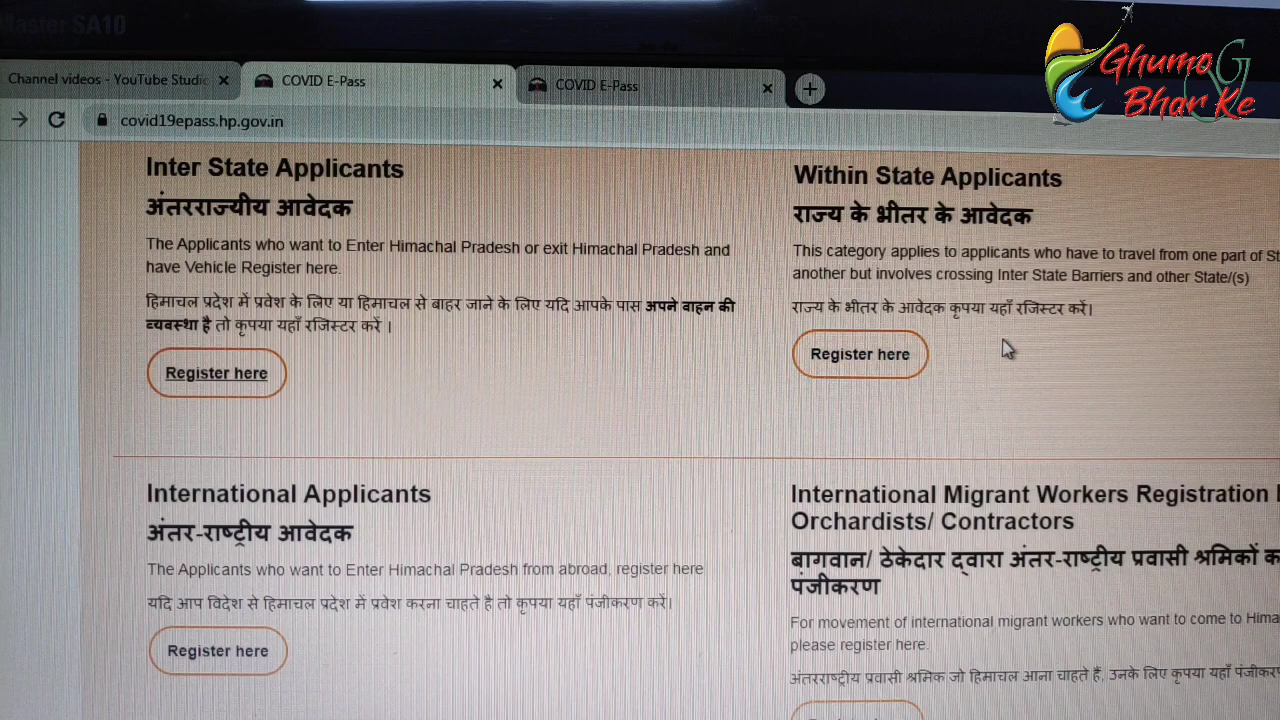 Master SA10
Channel videos - YouTube Studic
COVID E-Pass
COVID E-Pass
Ghumo G
Bhar Ke
covid19epass.hp.gov.in
Inter State Applicants
अंतरराज्यीय आवेदक
The Applicants who want to Enter Himachal Pradesh or exit Himachal Pradesh and
have Vehicle Register here.
हिमाचल प्रदेश में प्रवेश के लिए या हिमाचल से बाहर जाने के लिए यदि आपके पास अपने वाहन की
व्यवस्था है तो कृपया यहाँ रजिस्टर करें ।
Register here
Within State Applicants
राज्य के भीतर के आवेदक
This category applies to applicants who have to travel from one part of St
another but involves crossing Inter State Barriers and other State/(s)
राज्य के भीतर के आवेदक कृपया यहाँ रजिस्टर करें।
Register here
International Applicants
अंतर-राष्ट्रीय आवेदक
The Applicants who want to Enter Himachal Pradesh from abroad, register here
यदि आप विदेश से हिमाचल प्रदेश में प्रवेश करना चाहते है तो कृपया यहाँ पंजीकरण करें।
Register here
International Migrant Workers Registration
Orchardists/ Contractors
बागवान/ ठेकेदार द्वारा अंतर-राष्ट्रीय प्रवासी श्रमिकों क
पंजीकरण
For movement of international migrant workers who want to come to Hima
please register here.
अंतरराष्ट्रीय प्रवासी श्रमिक जो हिमाचल आना चाहते हैं, उनके लिए कृपया यहाँ पंजीकर